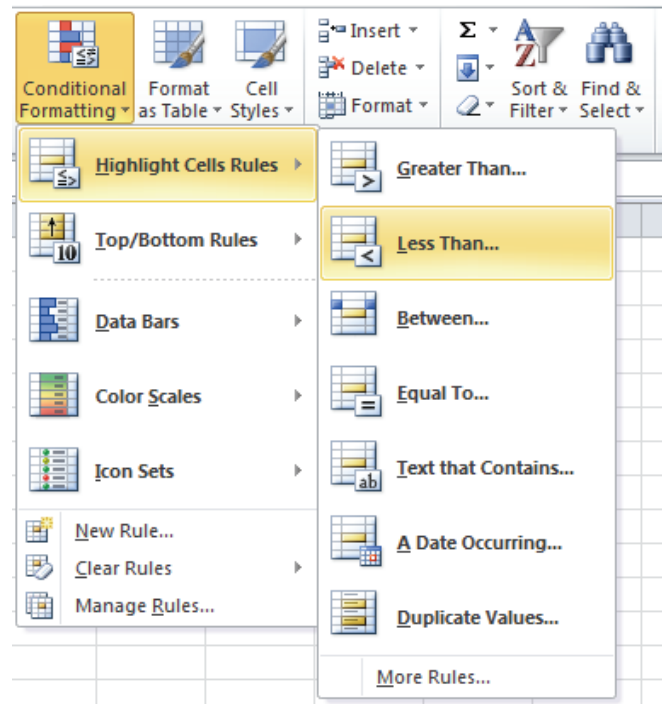 Insert
Delete
Format
Σ
A
Z
Conditional
Formatting
Format
as Table
Cell
Styles
Sort &
Filter
Find &
Select
Highlight Cells Rules
10
Top/Bottom Rules
Data Bars
Color Scales
Icon Sets
New Rule...
Clear Rules
Manage Rules...
>
Greater Than...
<
Less Than...
Between...
=
Equal To...
ab
Text that Contains...
A Date Occurring...
Duplicate Values...
More Rules...